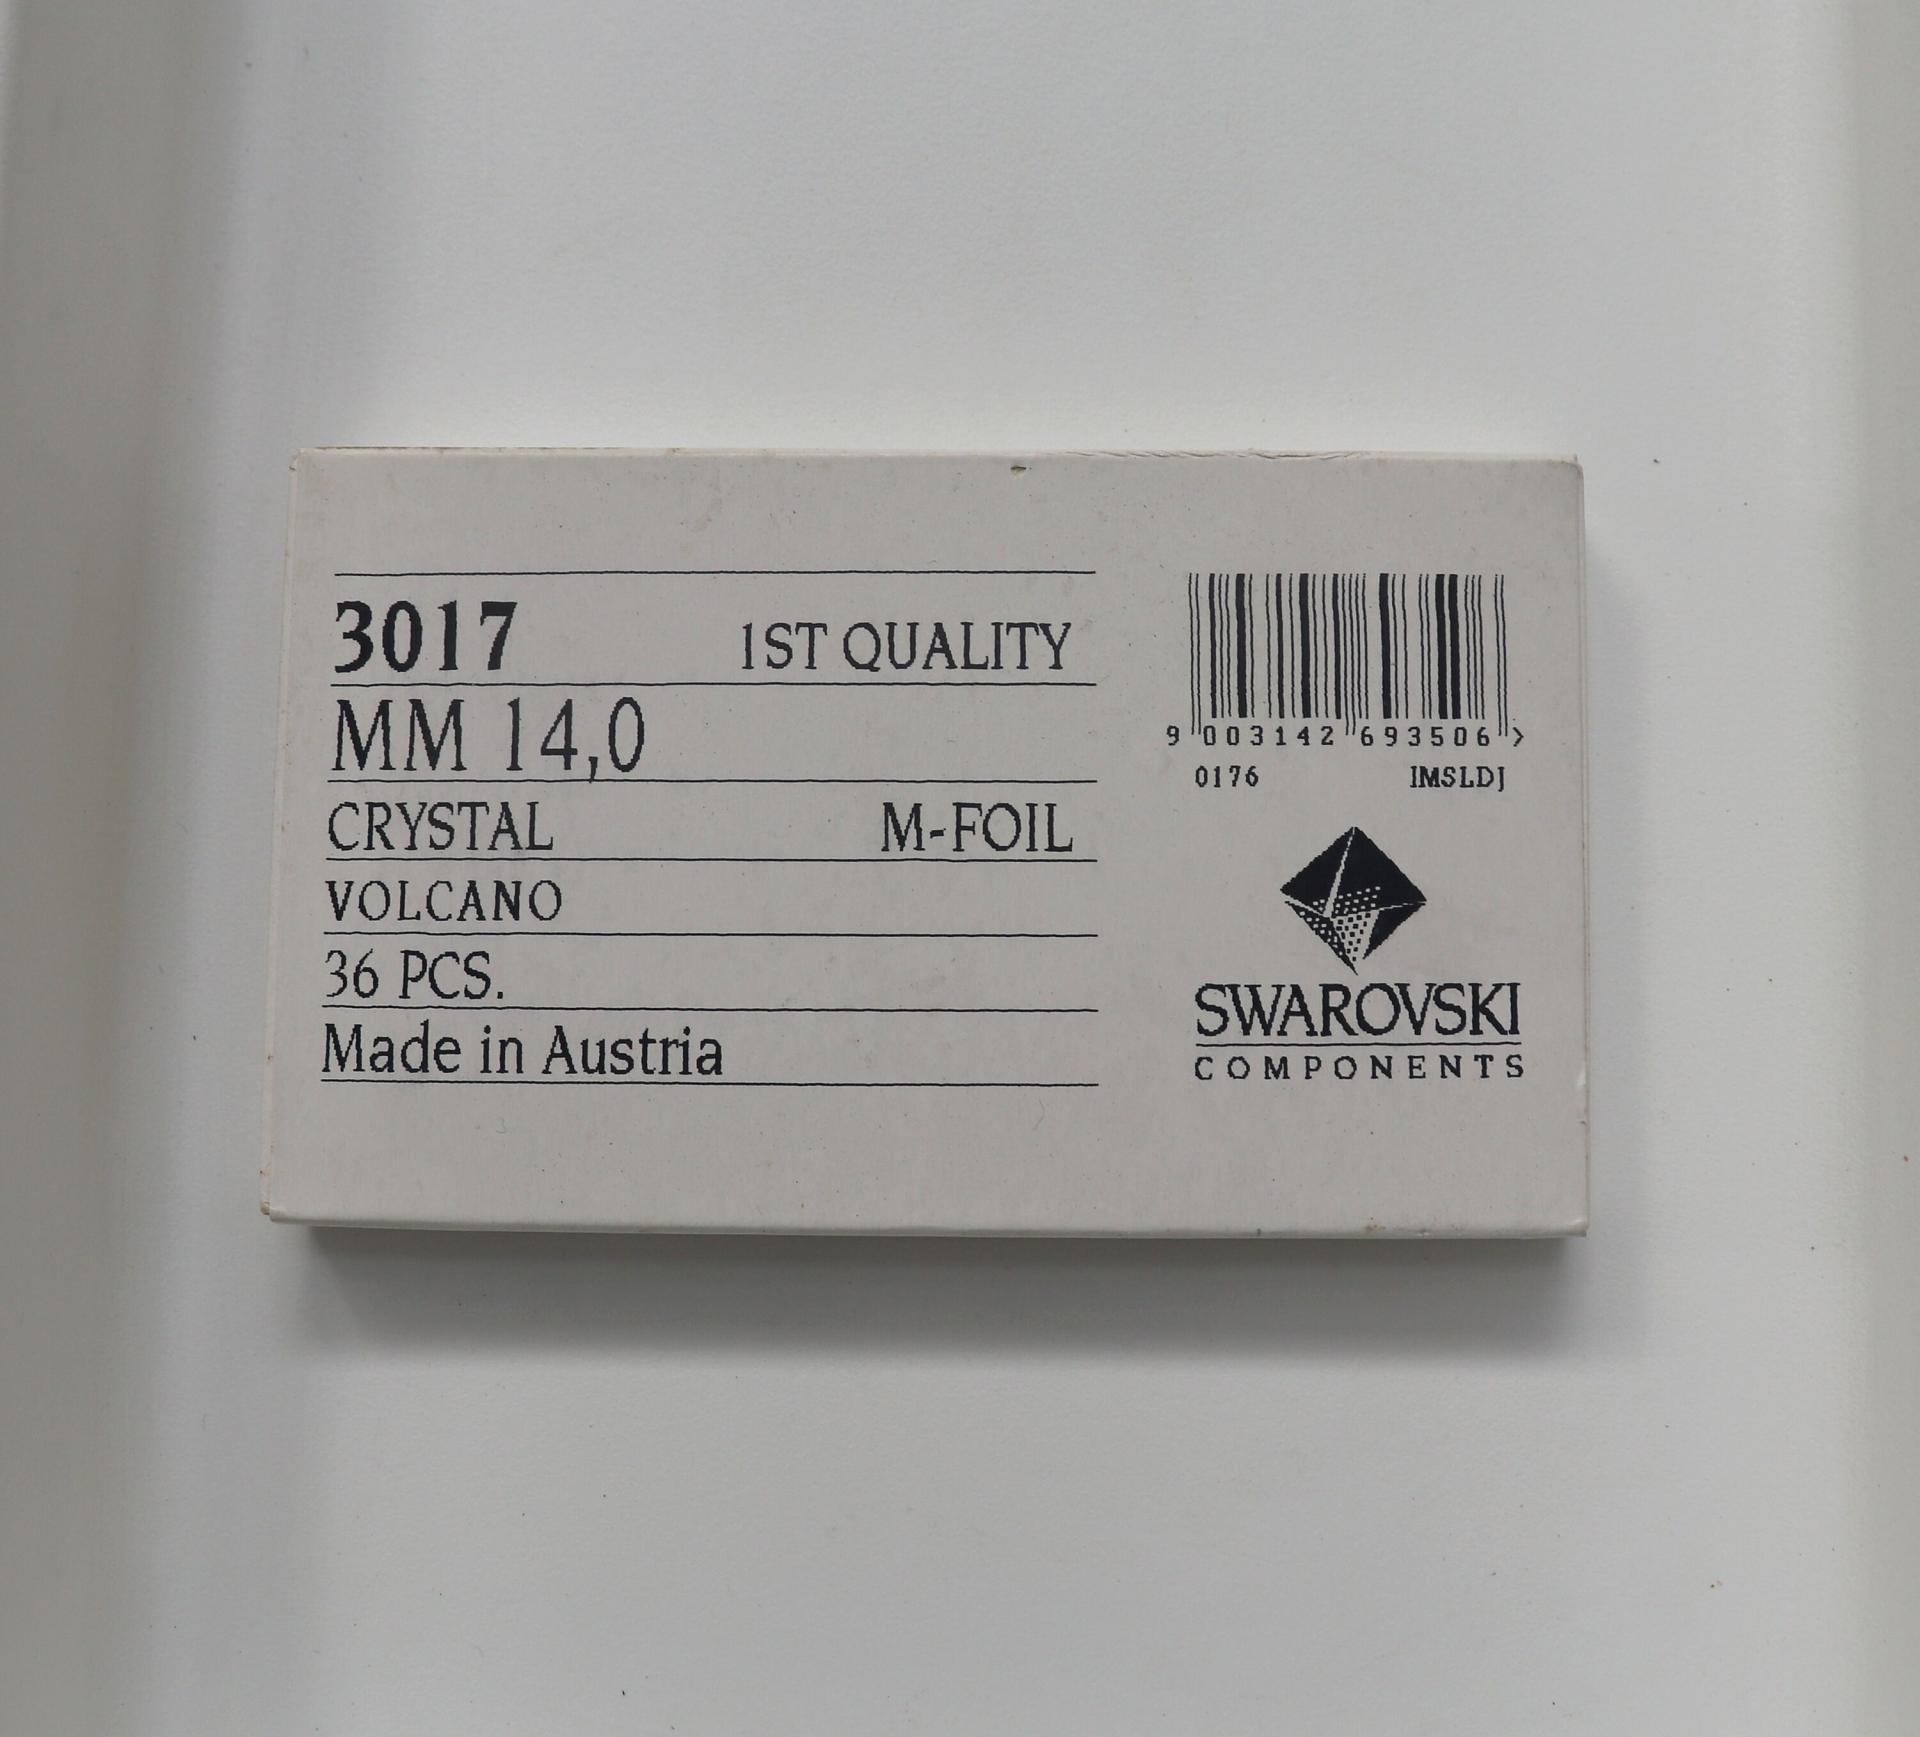 3017 1ST QUALITY
MM 14,0
CRYSTAL M-FOIL
VOLCANO
36 PCS.
Made in Austria
9 003142 693506 >
0176 IMSLDJ
SWAROVSKI
COMPONENTS